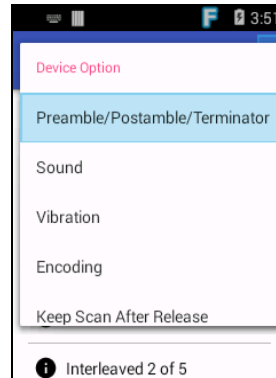 F 3:51
Device Option
Preamble/Postamble/Terminator
Sound
Vibration
Encoding
Keep Scan After Release
Interleaved 2 of 5